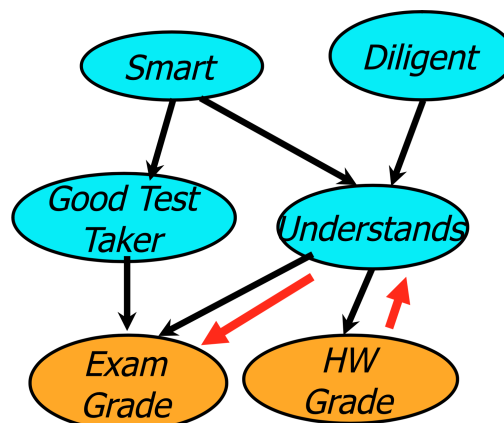 Smart
Diligent
Good Test
Taker
Understands
Exam
Grade
HW
Grade